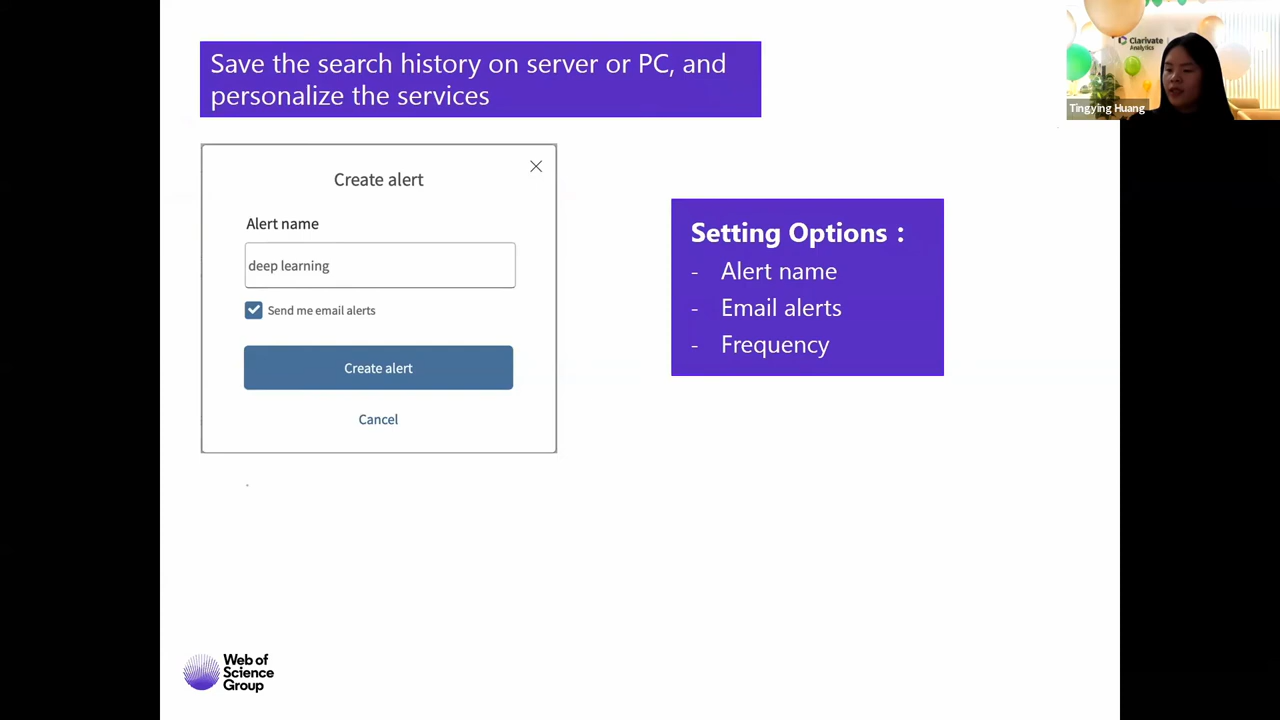 Save the search history on server or PC, and
personalize the services
Create alert
Alert name
deep learning
Send me email alerts
Create alert
Cancel
Setting Options：
- Alert name
- Email alerts
- Frequency
Web of
Science
Group
Clarivate
Analytics
Tingying Huang